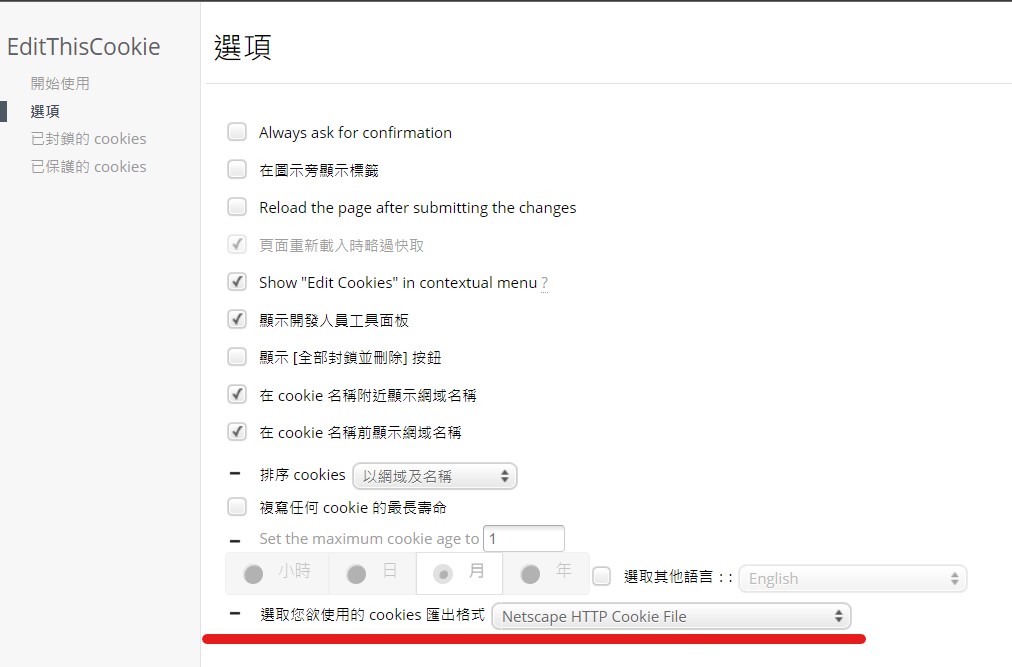 EditThisCookie
開始使用
選項
已封鎖的 cookies
已保護的 cookies
選項
Always ask for confirmation
在圖示旁顯示標籤
Reload the page after submitting the changes
頁面重新載入時略過快取
Show "Edit Cookies" in contextual menu ?
顯示開發人員工具面板
顯示 [全部封鎖並刪除] 按鈕
在 cookie 名稱附近顯示網域名稱
在 cookie 名稱前顯示網域名稱
排序 cookies 以網域及名稱
複寫任何 cookie 的最長壽命
Set the maximum cookie age to 1
小時 日 月 年 選取其他語言：: English
選取您欲使用的 cookies 匯出格式 Netscape HTTP Cookie File